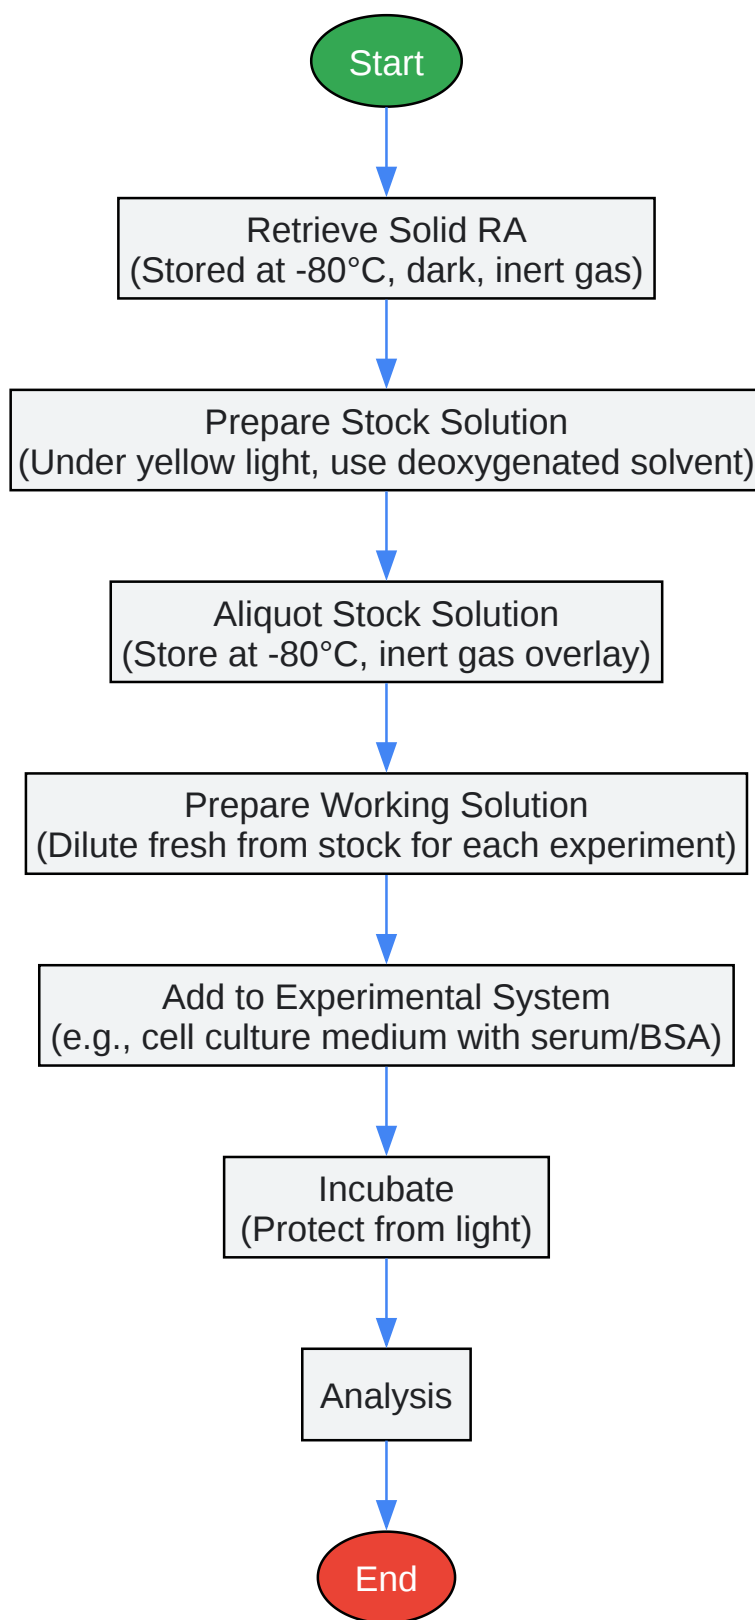 Start
Retrieve Solid RA
(Stored at -80°C, dark, inert gas)
Prepare Stock Solution
(Under yellow light, use deoxygenated solvent)
Aliquot Stock Solution
(Store at -80°C, inert gas overlay)
Prepare Working Solution
(Dilute fresh from stock for each experiment)
Add to Experimental System
(e.g., cell culture medium with serum/BSA)
Incubate
(Protect from light)
Analysis
End